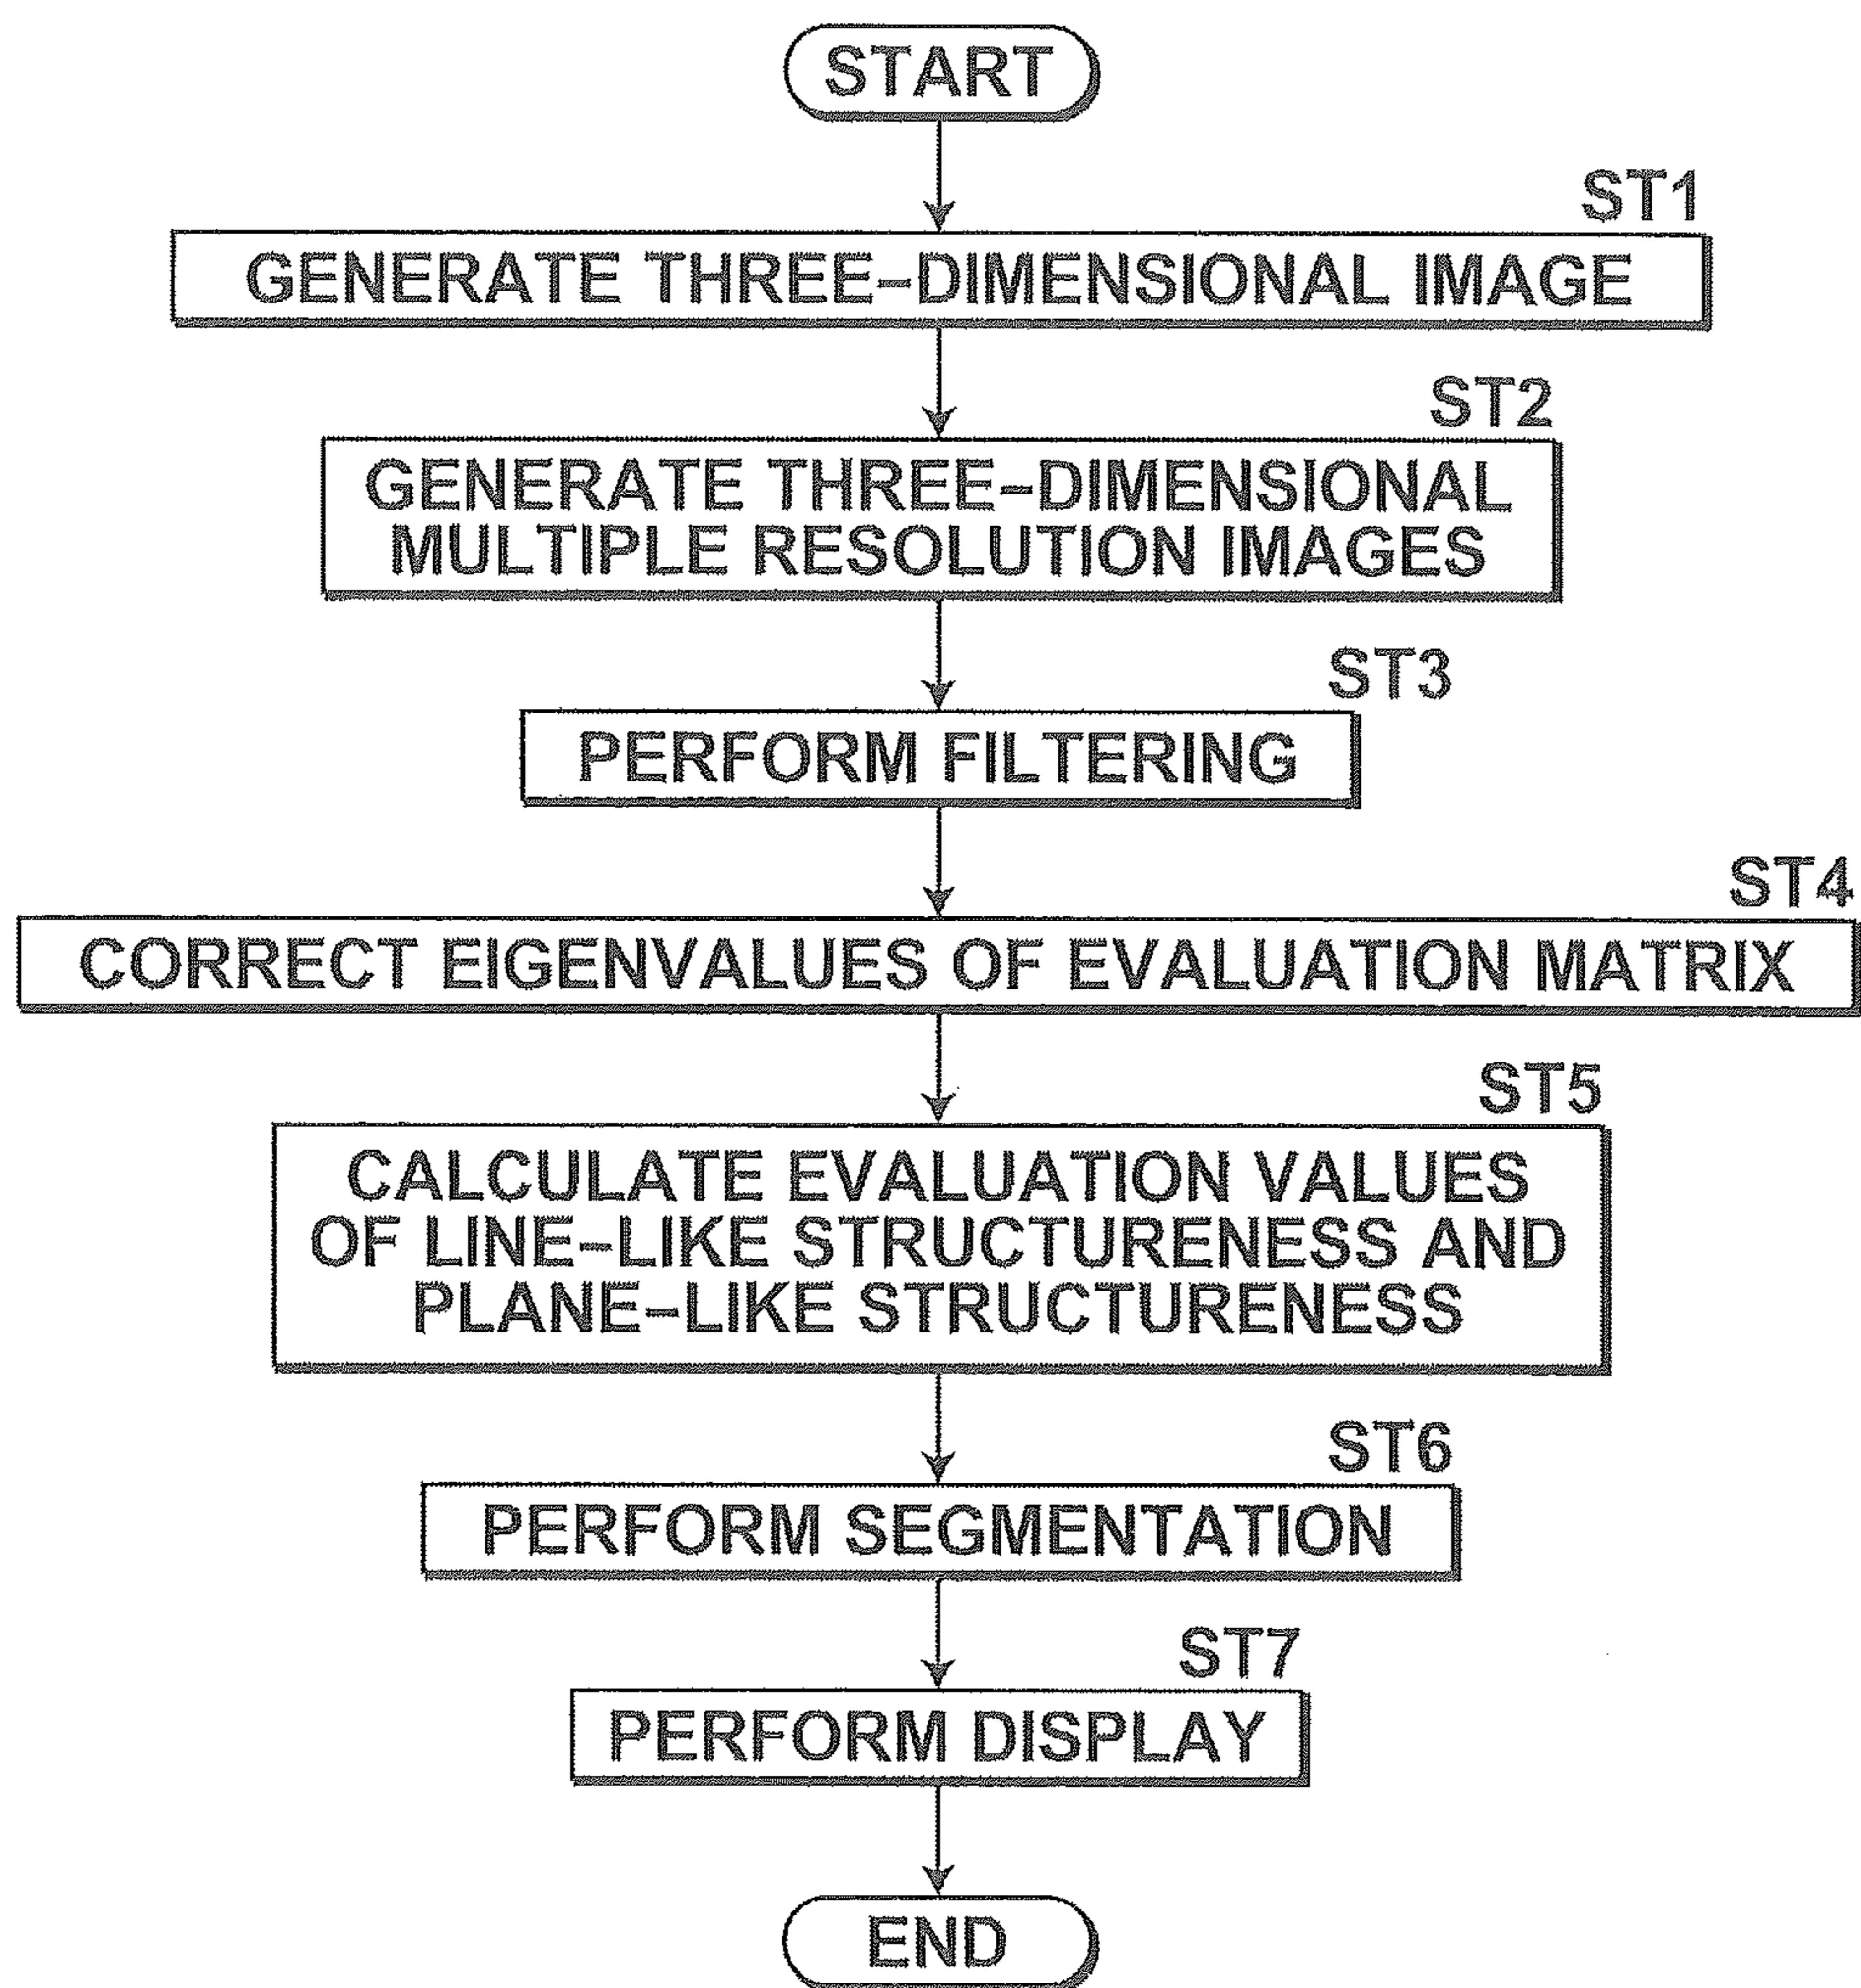 START
ST1
GENERATE THREE-DIMENSIONAL IMAGE
ST2
GENERATE THREE-DIMENSIONAL
MULTIPLE RESOLUTION IMAGES
ST3
PERFORM FILTERING
ST4
CORRECT EIGENVALUES OF EVALUATION MATRIX
ST5
CALCULATE EVALUATION VALUES
OF LINE-LIKE STRUCTURENESS AND
PLANE-LIKE STRUCTURENESS
ST6
PERFORM SEGMENTATION
ST7
PERFORM DISPLAY
END